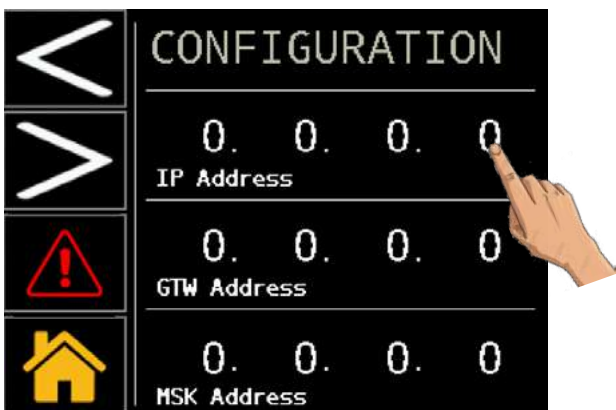 CONFIGURATION
0. 0. 0. 0
IP Address
0. 0. 0. 0
GTW Address
0. 0. 0. 0
MSK Address